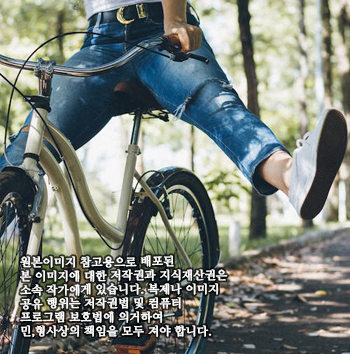 원본이미지 참고용으로 배포된
본 이미지에 대한 저작권과 지식재산권은
소속 작가에게 있습니다. 복제나 이미지
공유 행위는 저작권법 및 컴퓨터
프로그램 보호법에 의거하여
민,형사상의 책임을 모두 져야 합니다.